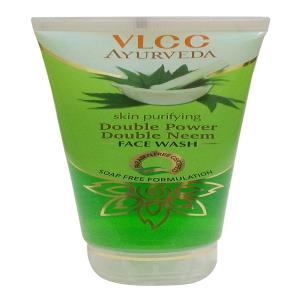 VLCC
AYURVEDA
skin purifying
Double Power
Double Neem
FACE WASH
SOAP FREE FORMULATION